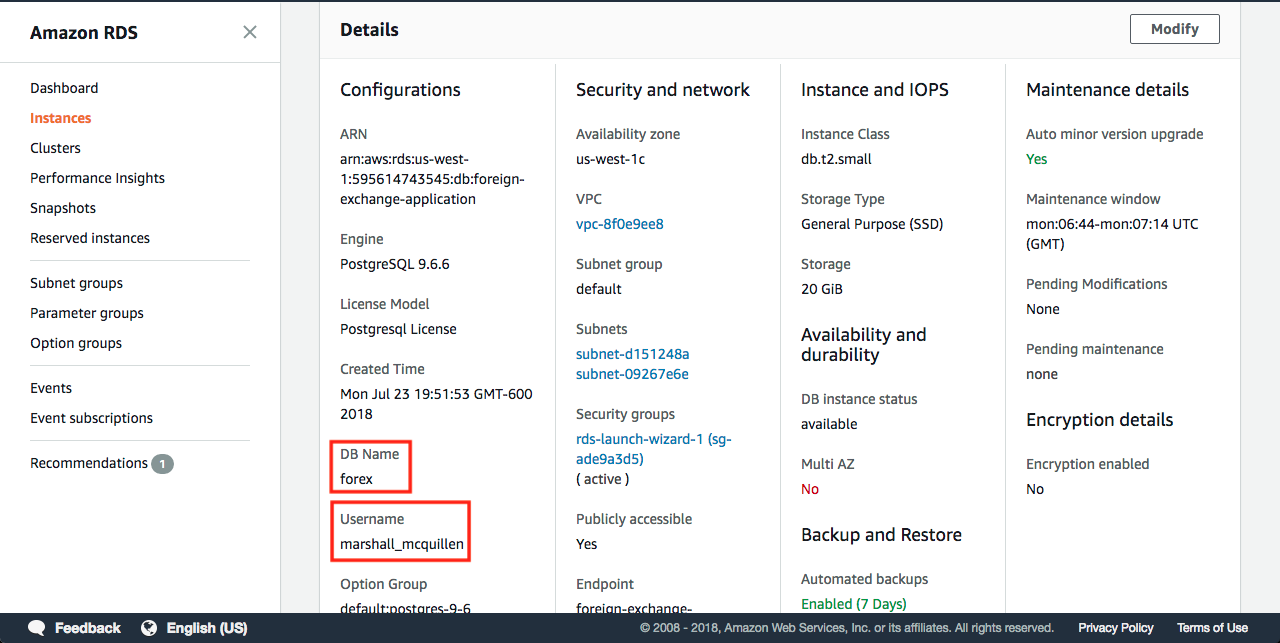 Amazon RDS
Dashboard
Instances
Clusters
Performance Insights
Snapshots
Reserved instances
Subnet groups
Parameter groups
Option groups
Events
Event subscriptions
Recommendations 1
Details
Modify
Configurations
ARN
arn:aws:rds:us-west-
1:595614743545:db:foreign-
exchange-application
Engine
PostgreSQL 9.6.6
License Model
Postgresql License
Created Time
Mon Jul 23 19:51:53 GMT-600
2018
DB Name
forex
Username
marshall_mcquillen
Option Group
default:postgres-9-6
Security and network
Availability zone
us-west-1c
VPC
vpc-8f0e9ee8
Subnet group
default
Subnets
subnet-d151248a
subnet-09267e6e
Security groups
rds-launch-wizard-1 (sg-
ade9a3d5)
( active )
Publicly accessible
Yes
Endpoint
foreign-exchange-
Instance and IOPS
Instance Class
db.t2.small
Storage Type
General Purpose (SSD)
Storage
20 GiB
Availability and
durability
DB instance status
available
Multi AZ
No
Backup and Restore
Automated backups
Enabled (7 Days)
Maintenance details
Auto minor version upgrade
Yes
Maintenance window
mon:06:44-mon:07:14 UTC
(GMT)
Pending Modifications
None
Pending maintenance
none
Encryption details
Encryption enabled
No
Feedback
English (US)
© 2008 - 2018, Amazon Web Services, Inc. or its affiliates. All rights reserved.
Privacy Policy
Terms of Use